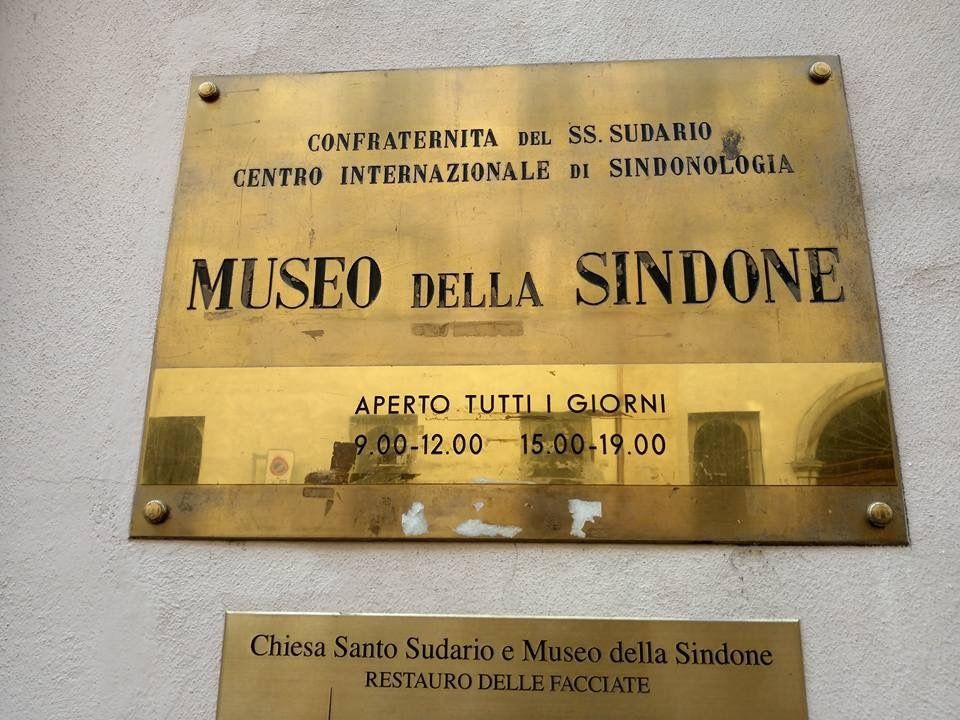 CONFRATERNITA DEL SS. SUDARIO
CENTRO INTERNAZIONALE DI SINDONOLOGIA
MUSEO DELLA SINDONE
APERTO TUTTI I GIORNI
9.00-12.00 15.00-19.00
Chiesa Santo Sudario e Museo della Sindone
RESTAURO DELLE FACCIATE